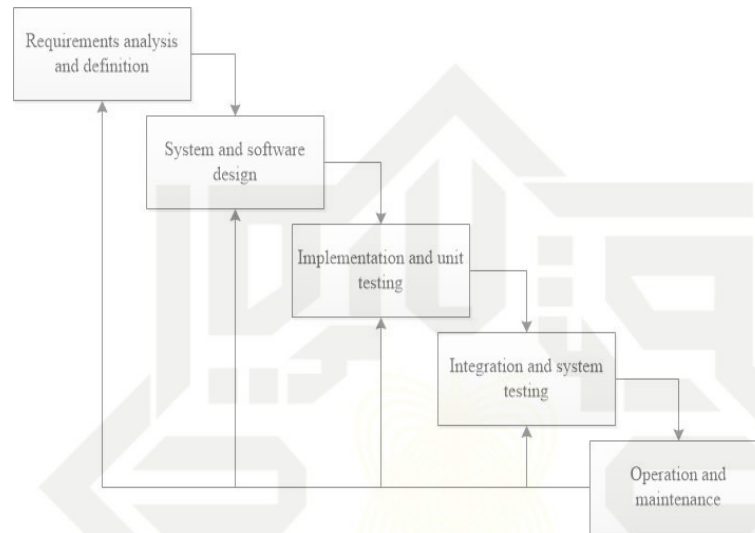 Requirements analysis
and definition
System and software
design
Implementation and unit
testing
Integration and system
testing
Operation and
maintenance